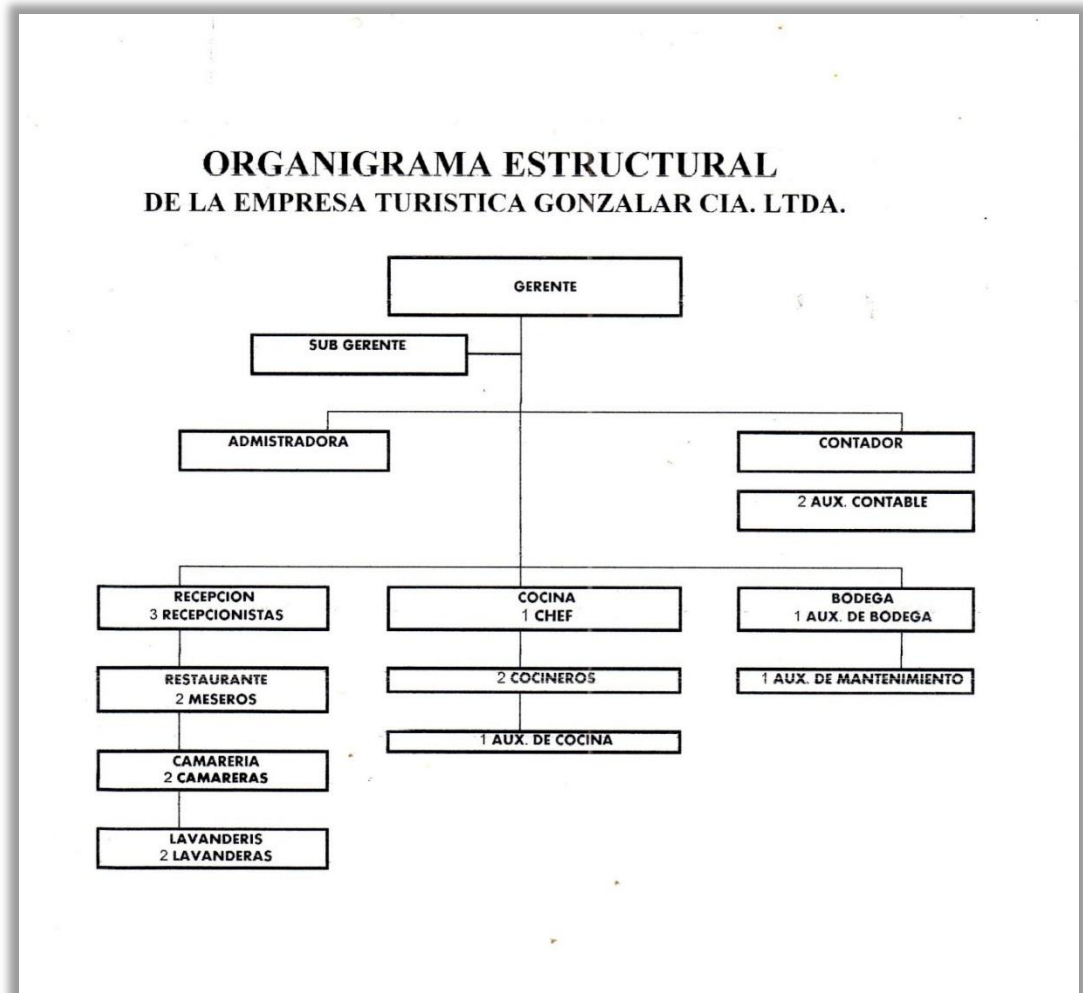 ORGANIGRAMA ESTRUCTURAL
DE LA EMPRESA TURISTICA GONZALAR CIA. LTDA.
GERENTE
SUB GERENTE
ADMISTRADORA
CONTADOR
2 AUX. CONTABLE
RECEPCION
3 RECEPCIONISTAS
COCINA
1 CHEF
BODEGA
1 AUX. DE BODEGA
RESTAURANTE
2 MESEROS
2 COCINEROS
1 AUX. DE MANTENIMIENTO
1 AUX. DE COCINA
CAMARERIA
2 CAMARERAS
LAVANDERIS
2 LAVANDERAS